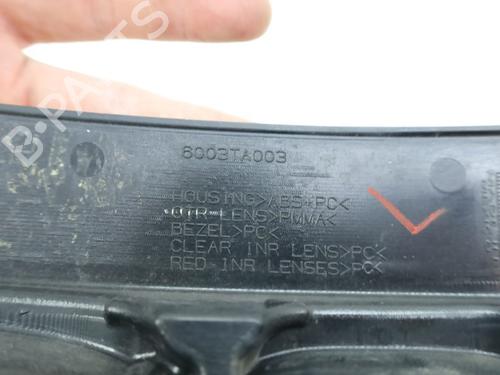 B-PARTS
6003TA003
HOUSING>ABS+PC<
OTR-LENS>PMMA<
BEZEL>PC<
CLEAR INR LENS>PC<
RED INR LENSES>PC<